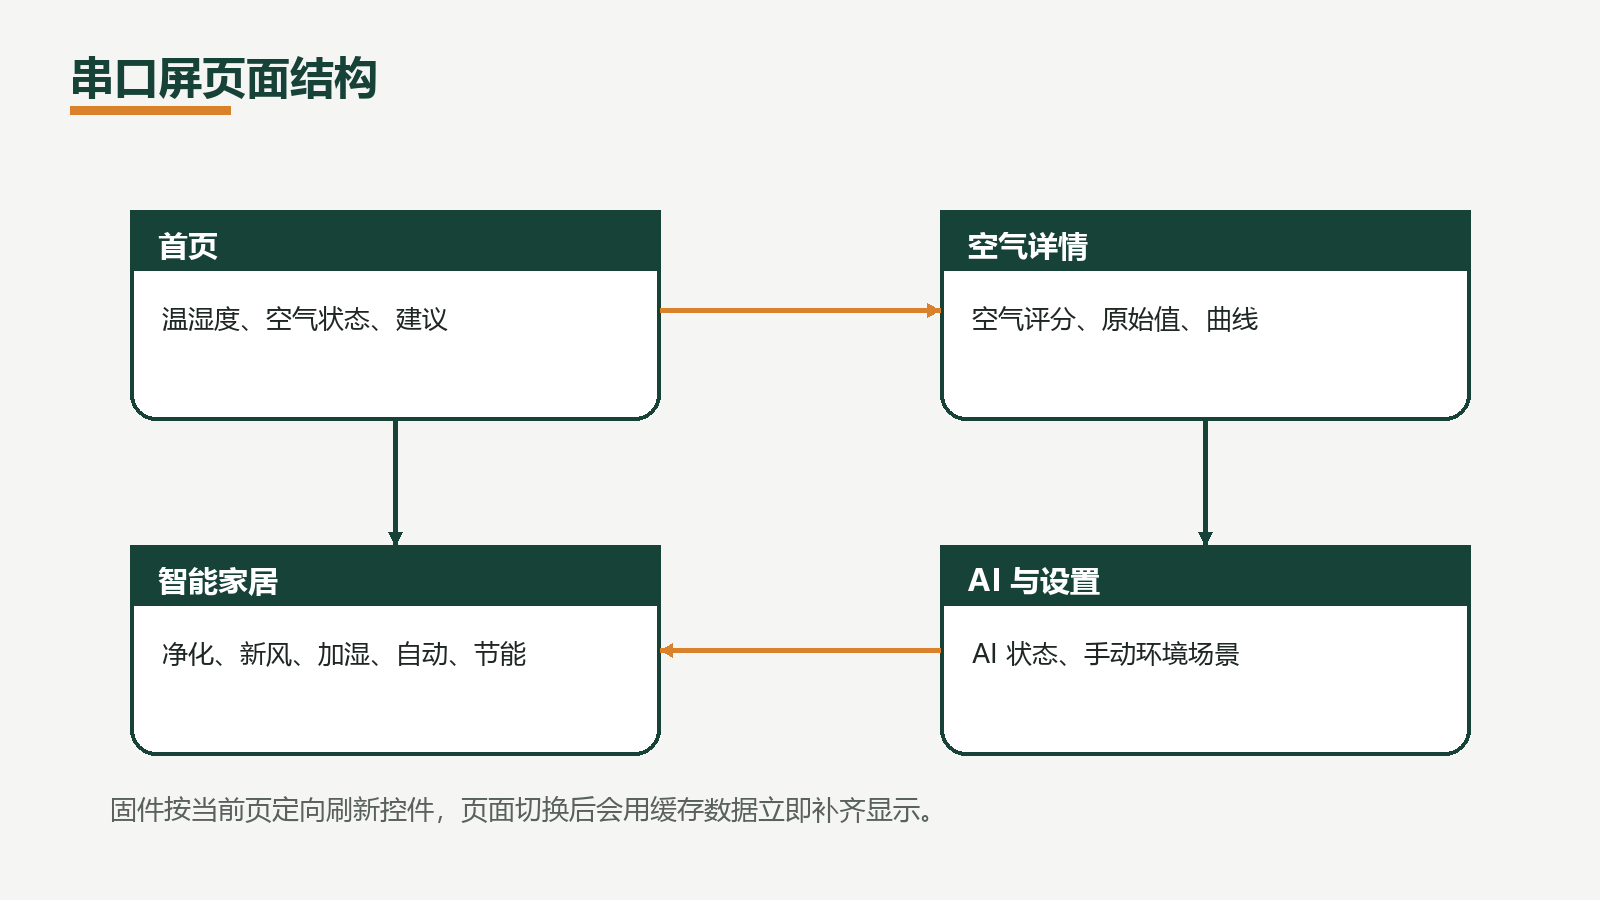 串口屏页面结构
首页
温湿度、空气状态、建议
空气详情
空气评分、原始值、曲线
智能家居
净化、新风、加湿、自动、节能
AI 与设置
AI 状态、手动环境场景
固件按当前页定向刷新控件，页面切换后会用缓存数据立即补齐显示。